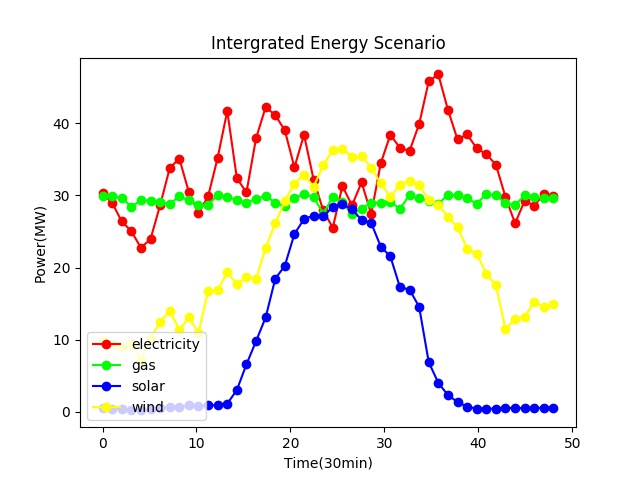 Intergrated Energy Scenario
Power(MW)
40
30
20
10
0
electricity
gas
solar
wind
0 10 20 30 40 50
Time(30min)